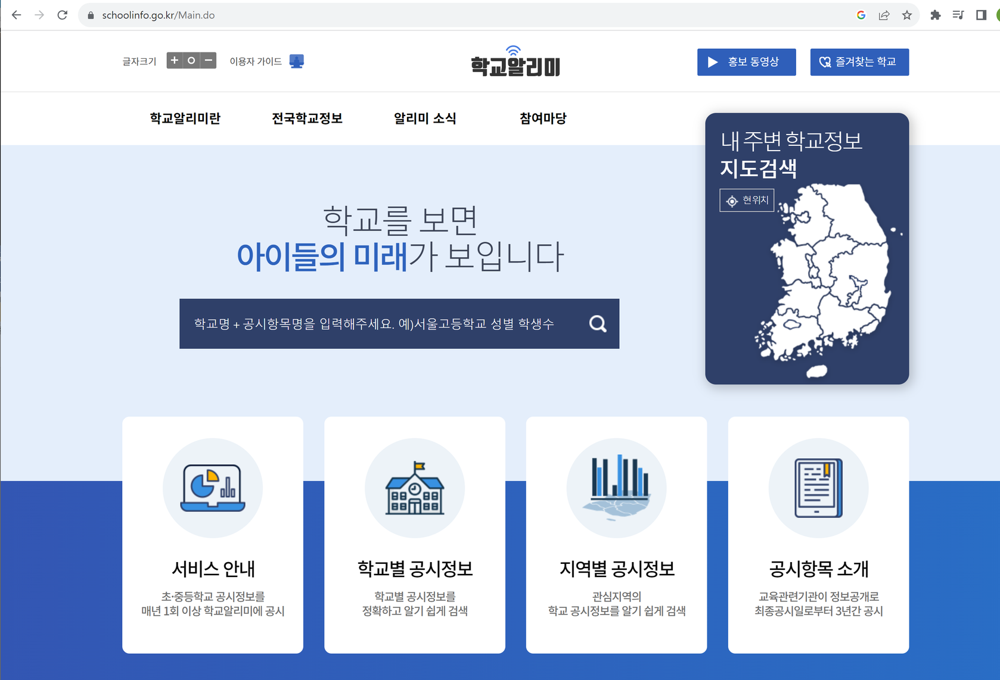 schoolinfo.go.kr/Main.do
글자크기
이용자 가이드
학교알리미
홍보 동영상
즐겨찾는 학교
학교알리미란
전국학교정보
알리미 소식
참여마당
내 주변 학교정보
지도검색
현위치
학교를 보면
아이들의 미래가 보입니다
학교명 + 공시항목명을 입력해주세요. 예)서울고등학교 성별 학생수
서비스 안내
초·중등학교 공시정보를
매년 1회 이상 학교알리미에 공시
학교별 공시정보
학교별 공시정보를
정확하고 알기 쉽게 검색
지역별 공시정보
관심지역의
학교 공시정보를 알기 쉽게 검색
공시항목 소개
교육관련기관이 정보공개로
최종공시일로부터 3년간 공시